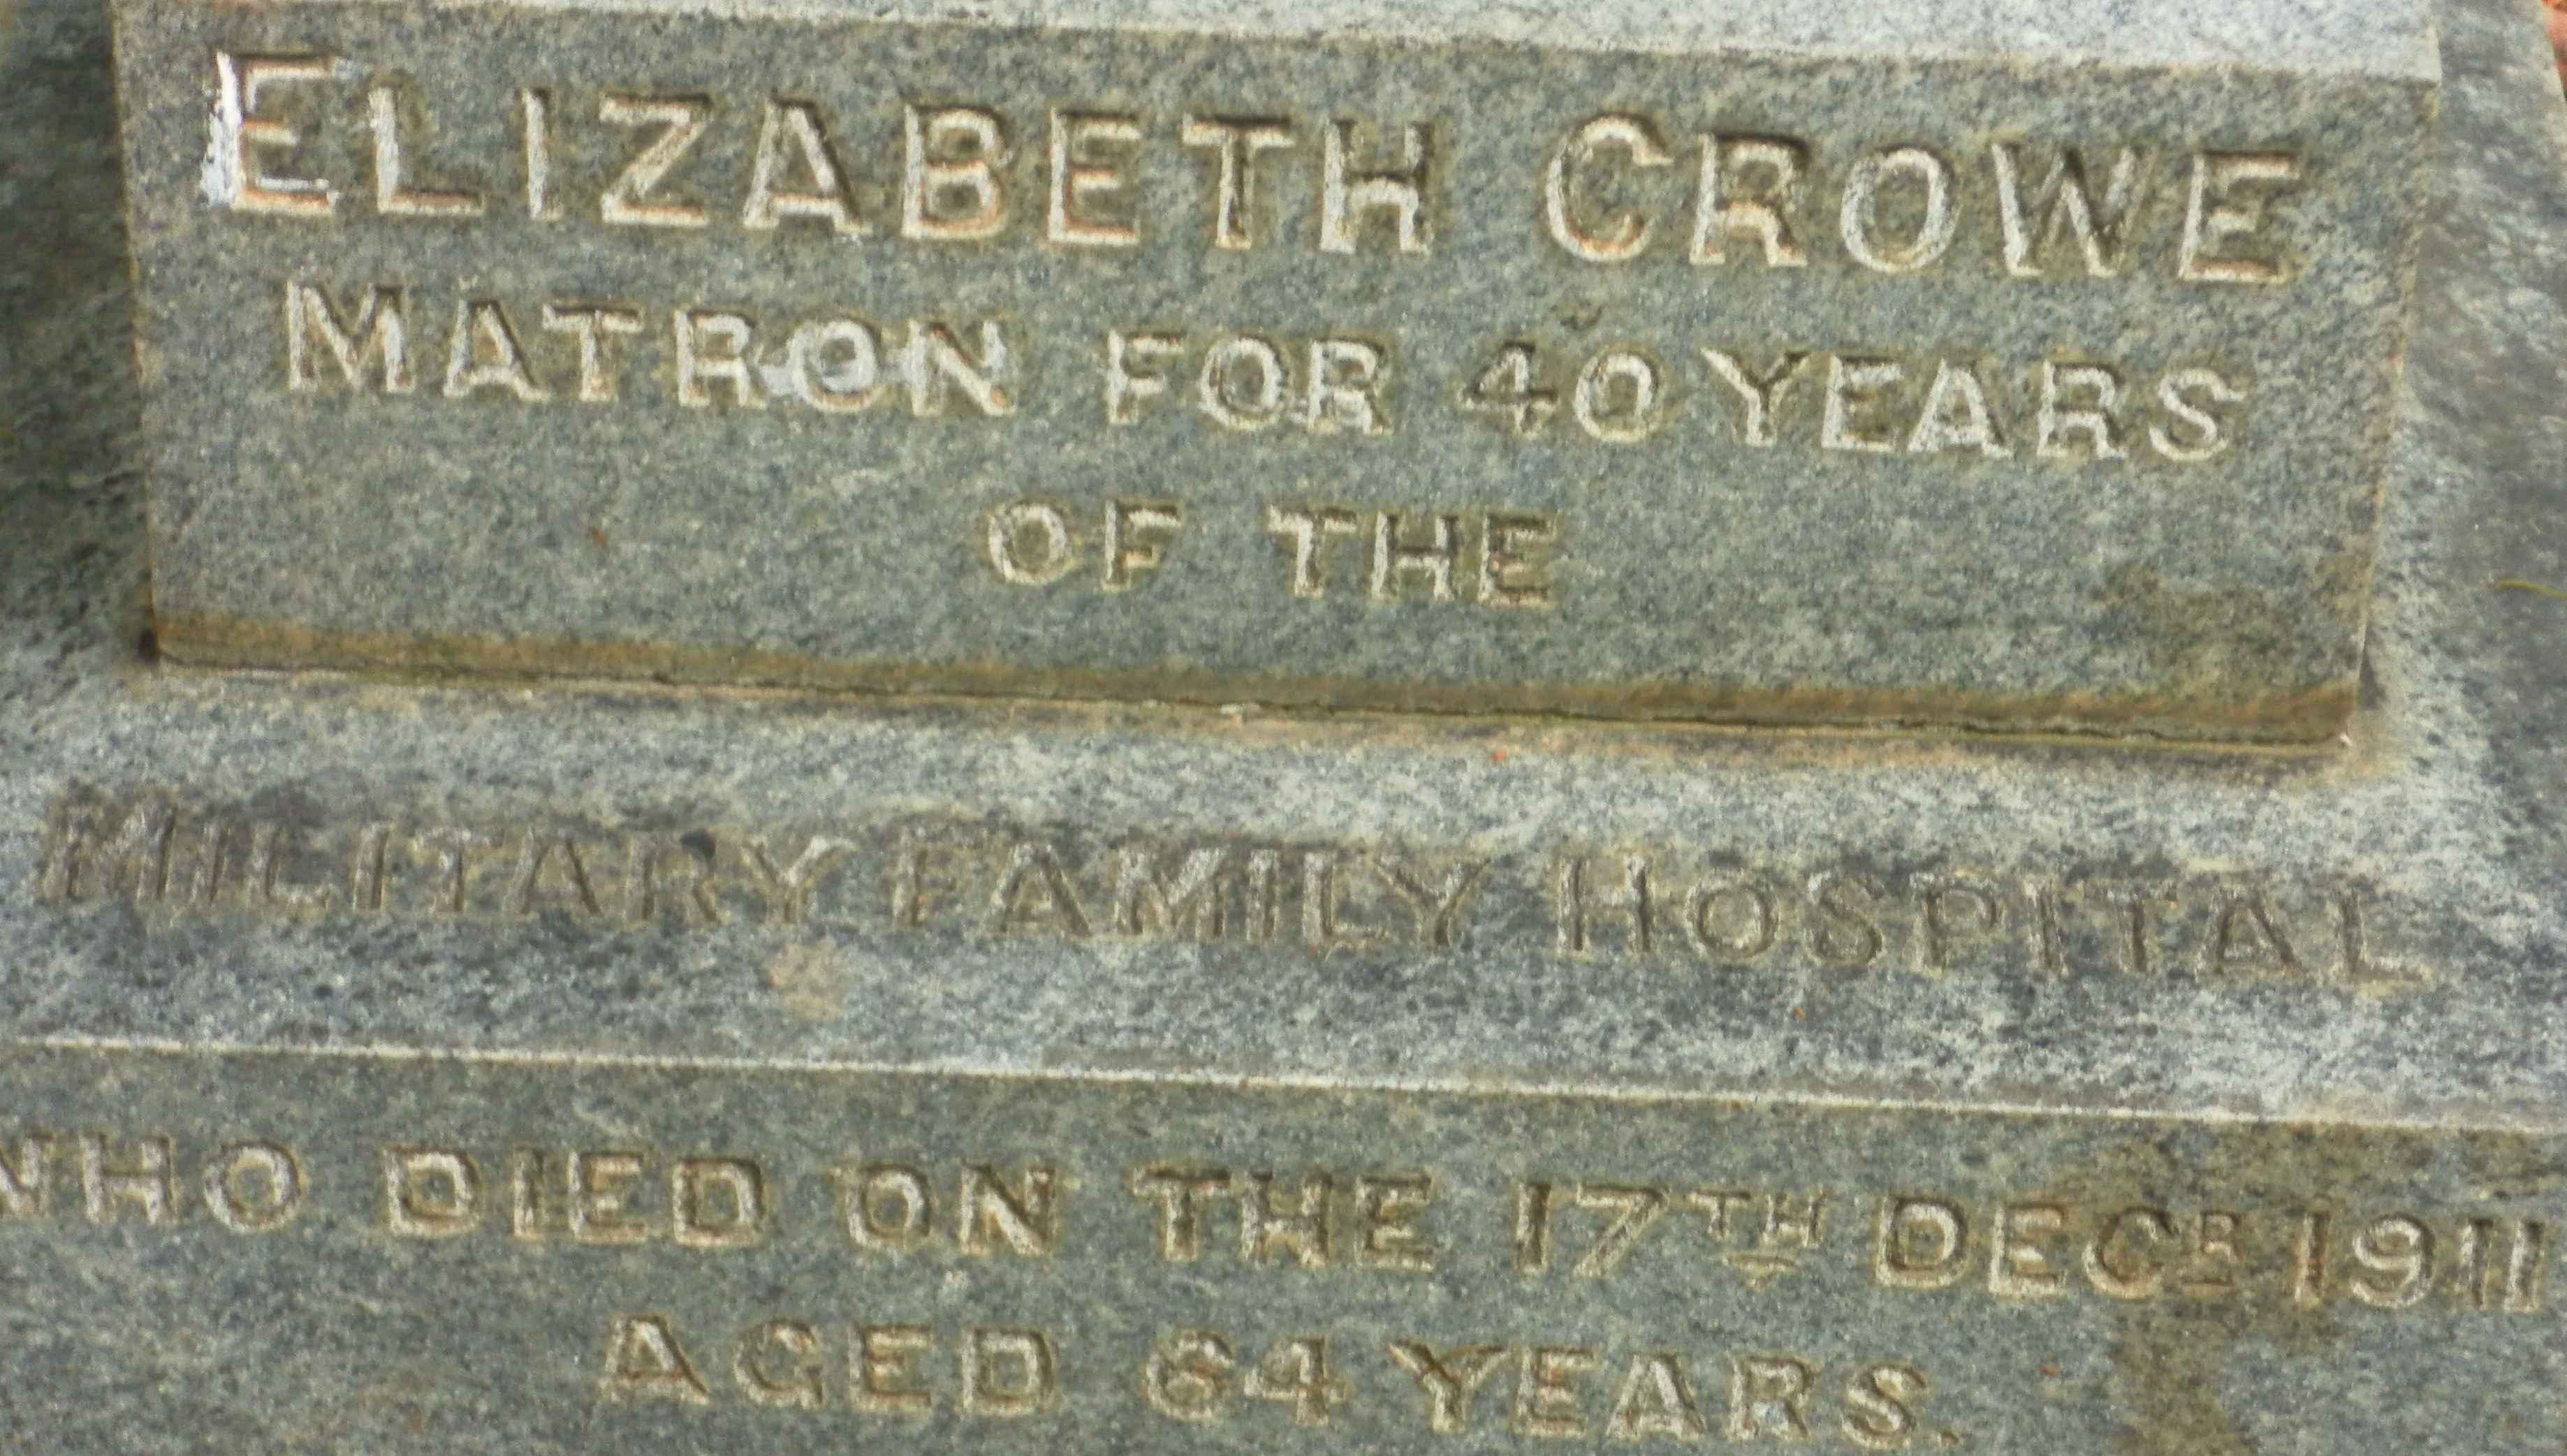 ELIZABETH CROWE
MATRON FOR 40 YEARS
OF THE
MILITARY FAMILY HOSPITAL
WHO DIED ON THE 17TH DECR 1911
AGED 64 YEARS.